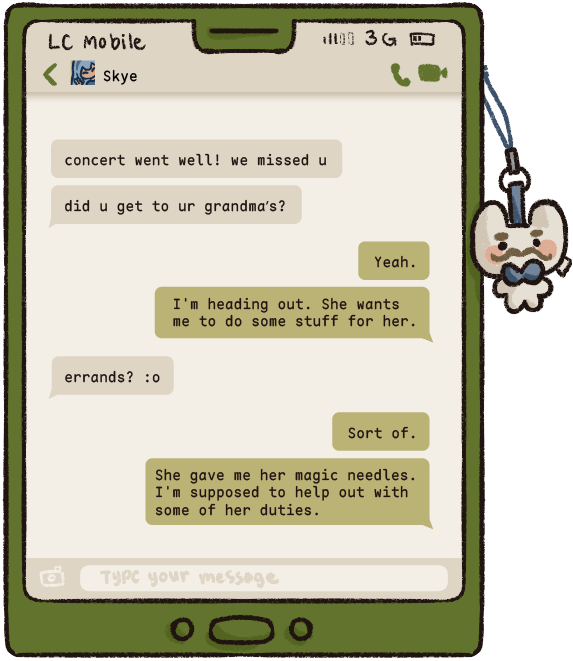 LC Mobile
3G
Skye
concert went well! we missed u
did u get to ur grandma's?
Yeah.
I'm heading out. She wants
me to do some stuff for her.
errands? :o
Sort of.
She gave me her magic needles.
I'm supposed to help out with
some of her duties.
Type your message